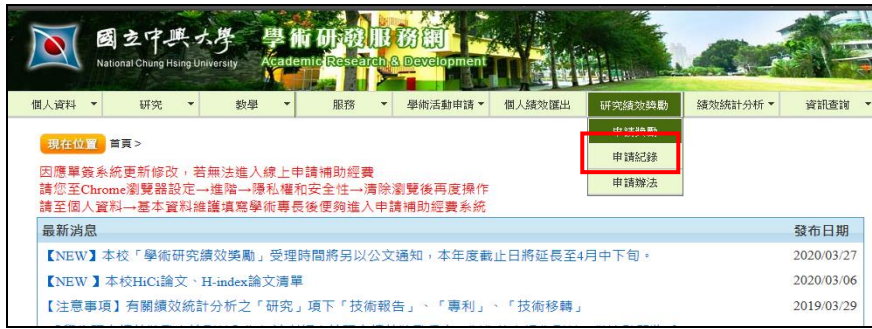 國立中興大學 學術研發服務網
National Chung Hsing University Academic Research & Development
個人資料 研究 教學 服務 學術活動申請 個人績效匯出 研究績效獎勵 績效統計分析 資訊查詢
申請獎勵
現在位置 首頁 >
申請紀錄
因應單簽系統更新修改，若無法進入線上申請補助經費
請您至Chrome瀏覽器設定→進階→隱私權和安全性→清除瀏覽後再度操作
申請辦法
請至個人資料→基本資料維護填寫學術專長後便夠進入申請補助經費系統
最新消息 發布日期
【NEW】本校「學術研究績效獎勵」受理時間將另以公文通知，本年度截止日將延長至4月中下旬。 2020/03/27
【NEW 】本校HiCi論文、H-index論文清單 2020/03/06
【注意事項】有關績效統計分析之「研究」項下「技術報告」、「專利」、「技術移轉」 2019/03/29